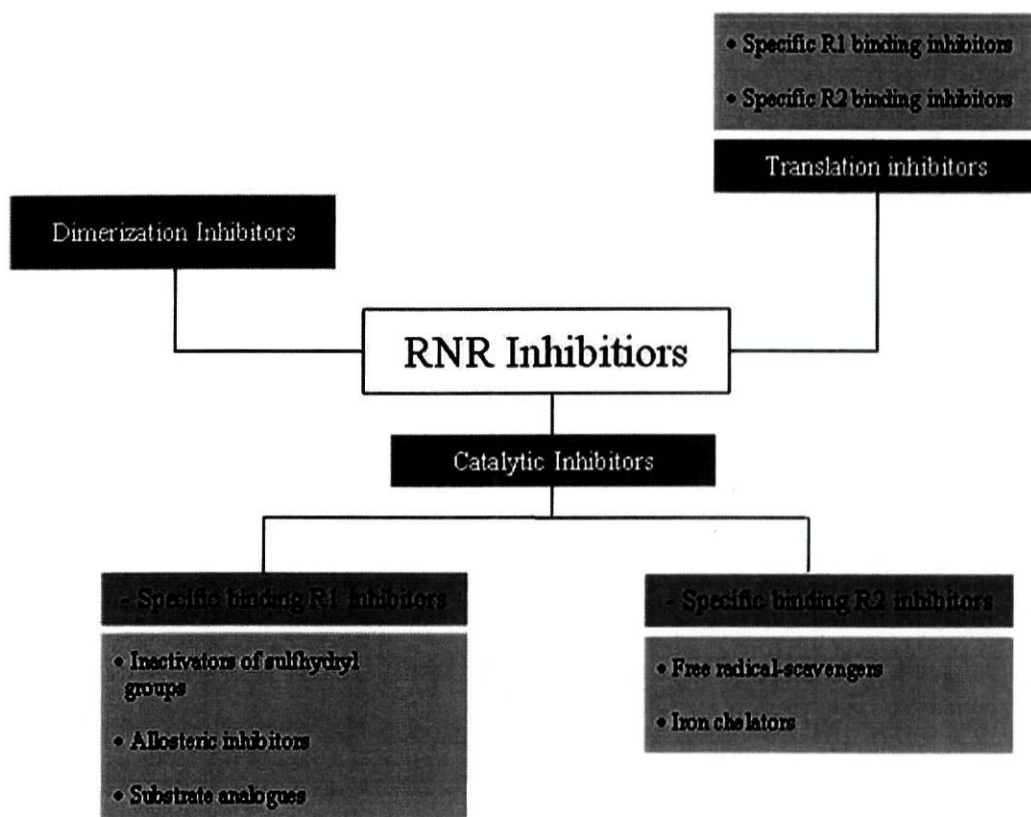 • Specific R1 binding inhibitors
• Specific R2 binding inhibitors
Translation inhibitors
Dimerization Inhibitors
RNR Inhibitiors
Catalytic Inhibitors
- Specific binding R1 inhibitors
• Inactivators of sulfhydryl
groups
• Allosteric inhibitors
• Substrate analogues
- Specific binding R2 inhibitors
• Free radical-scavengers
• Iron chelators